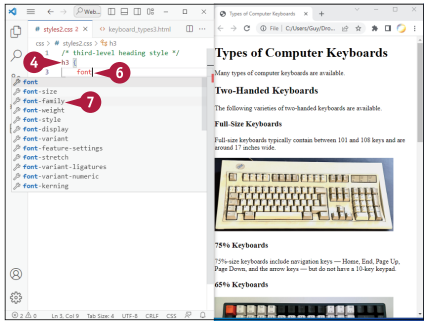 Web...
# styles2.css 2 ×
<> keyboard_types3.html
css > # styles2.css > h3
1 /* third-level heading style */
4
h3 {
3 font
6
font
font-size
font-family
7
font-weight
font-style
font-display
font-variant
font-feature-settings
font-stretch
font-variant-ligatures
font-variant-numeric
font-kerning
2 0 Ln 3, Col 9 Tab Size: 4 UTF-8 CRLF CSS
Types of Computer Keyboards
File | C:/Users/Guy/Dro...
Types of Computer Keyboards
Many types of computer keyboards are available.
Two-Handed Keyboards
The following varieties of two-handed keyboards are available.
Full-Size Keyboards
Full-size keyboards typically contain between 101 and 108 keys and are
around 17 inches wide.
75% Keyboards
75%-size keyboards include navigation keys — Home, End, Page Up,
Page Down, and the arrow keys — but do not have a 10-key keypad.
65% Keyboards